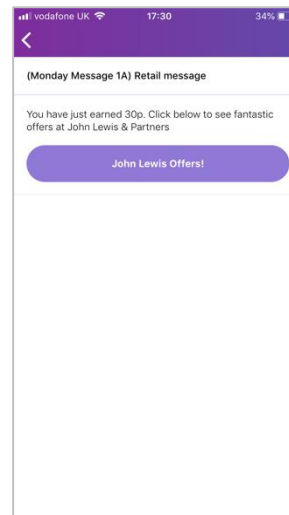 vodafone UK 17:30 34%
(Monday Message 1A) Retail message
You have just earned 30p. Click below to see fantastic
offers at John Lewis & Partners
John Lewis Offers!